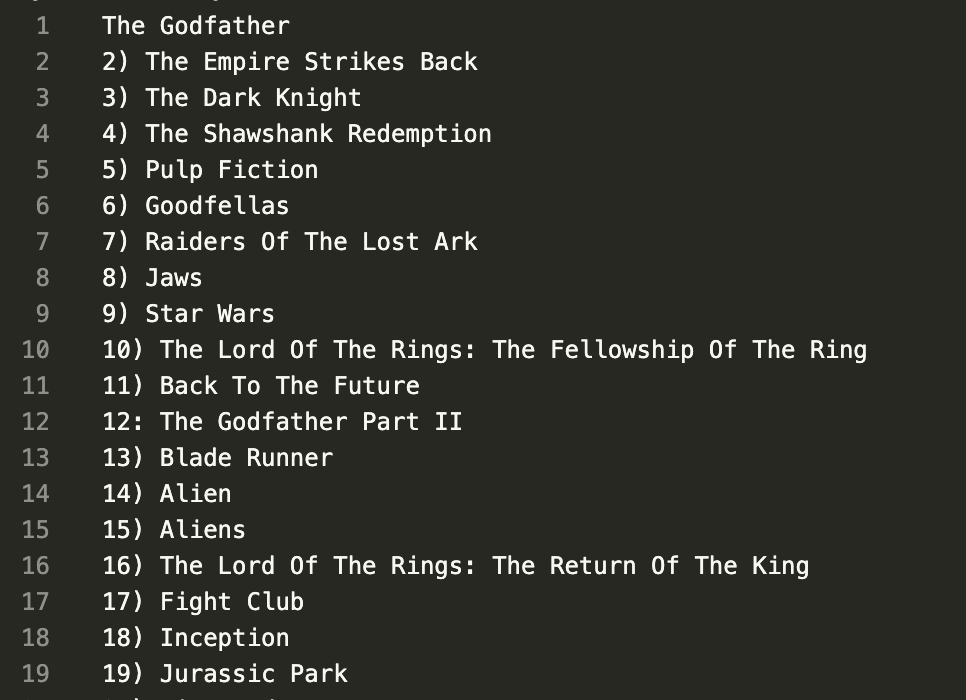 1 The Godfather
2 2) The Empire Strikes Back
3 3) The Dark Knight
4 4) The Shawshank Redemption
5 5) Pulp Fiction
6 6) Goodfellas
7 7) Raiders Of The Lost Ark
8 8) Jaws
9 9) Star Wars
10 10) The Lord Of The Rings: The Fellowship Of The Ring
11 11) Back To The Future
12 12: The Godfather Part II
13 13) Blade Runner
14 14) Alien
15 15) Aliens
16 16) The Lord Of The Rings: The Return Of The King
17 17) Fight Club
18 18) Inception
19 19) Jurassic Park